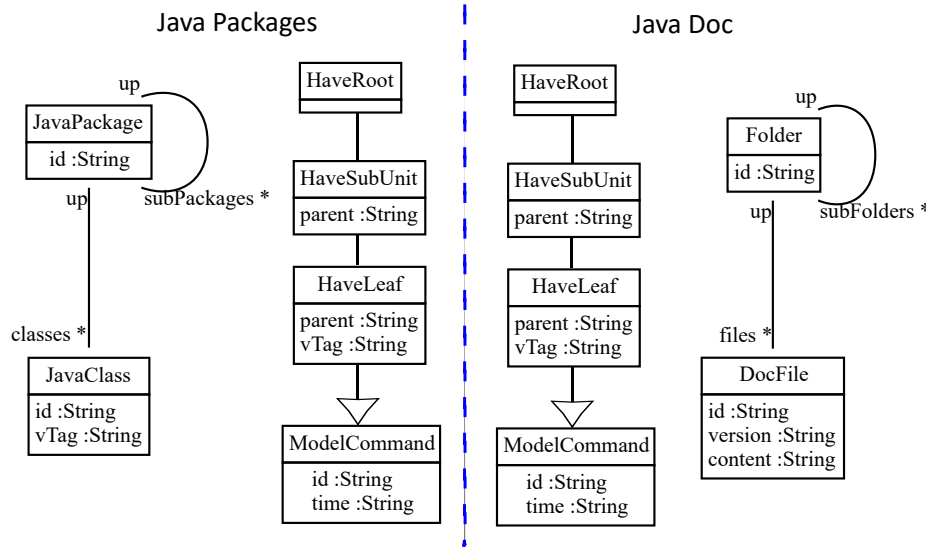 Java Packages
up
JavaPackage
id :String
up
subPackages *
classes *
JavaClass
id :String
vTag :String
HaveRoot
HaveSubUnit
parent :String
HaveLeaf
parent :String
vTag :String
ModelCommand
id :String
time :String
Java Doc
HaveRoot
HaveSubUnit
parent :String
HaveLeaf
parent :String
vTag :String
ModelCommand
id :String
time :String
up
Folder
id :String
up
subFolders *
files *
DocFile
id :String
version :String
content :String